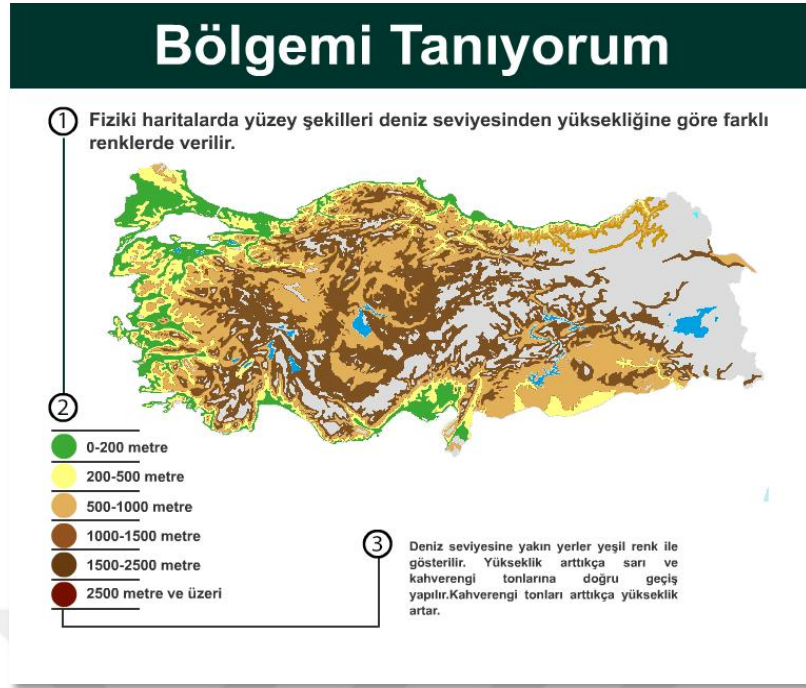 Bölgemi Tanıyorum
1 Fiziki haritalarda yüzey şekilleri deniz seviyesinden yüksekliğine göre farklı
renklerde verilir.
2
0-200 metre
200-500 metre
500-1000 metre
1000-1500 metre
1500-2500 metre
2500 metre ve üzeri
3 Deniz seviyesine yakın yerler yeşil renk ile
gösterilir. Yükseklik arttıkça sarı ve
kahverengi tonlarına doğru geçiş
yapılır.Kahverengi tonları arttıkça yükseklik
artar.